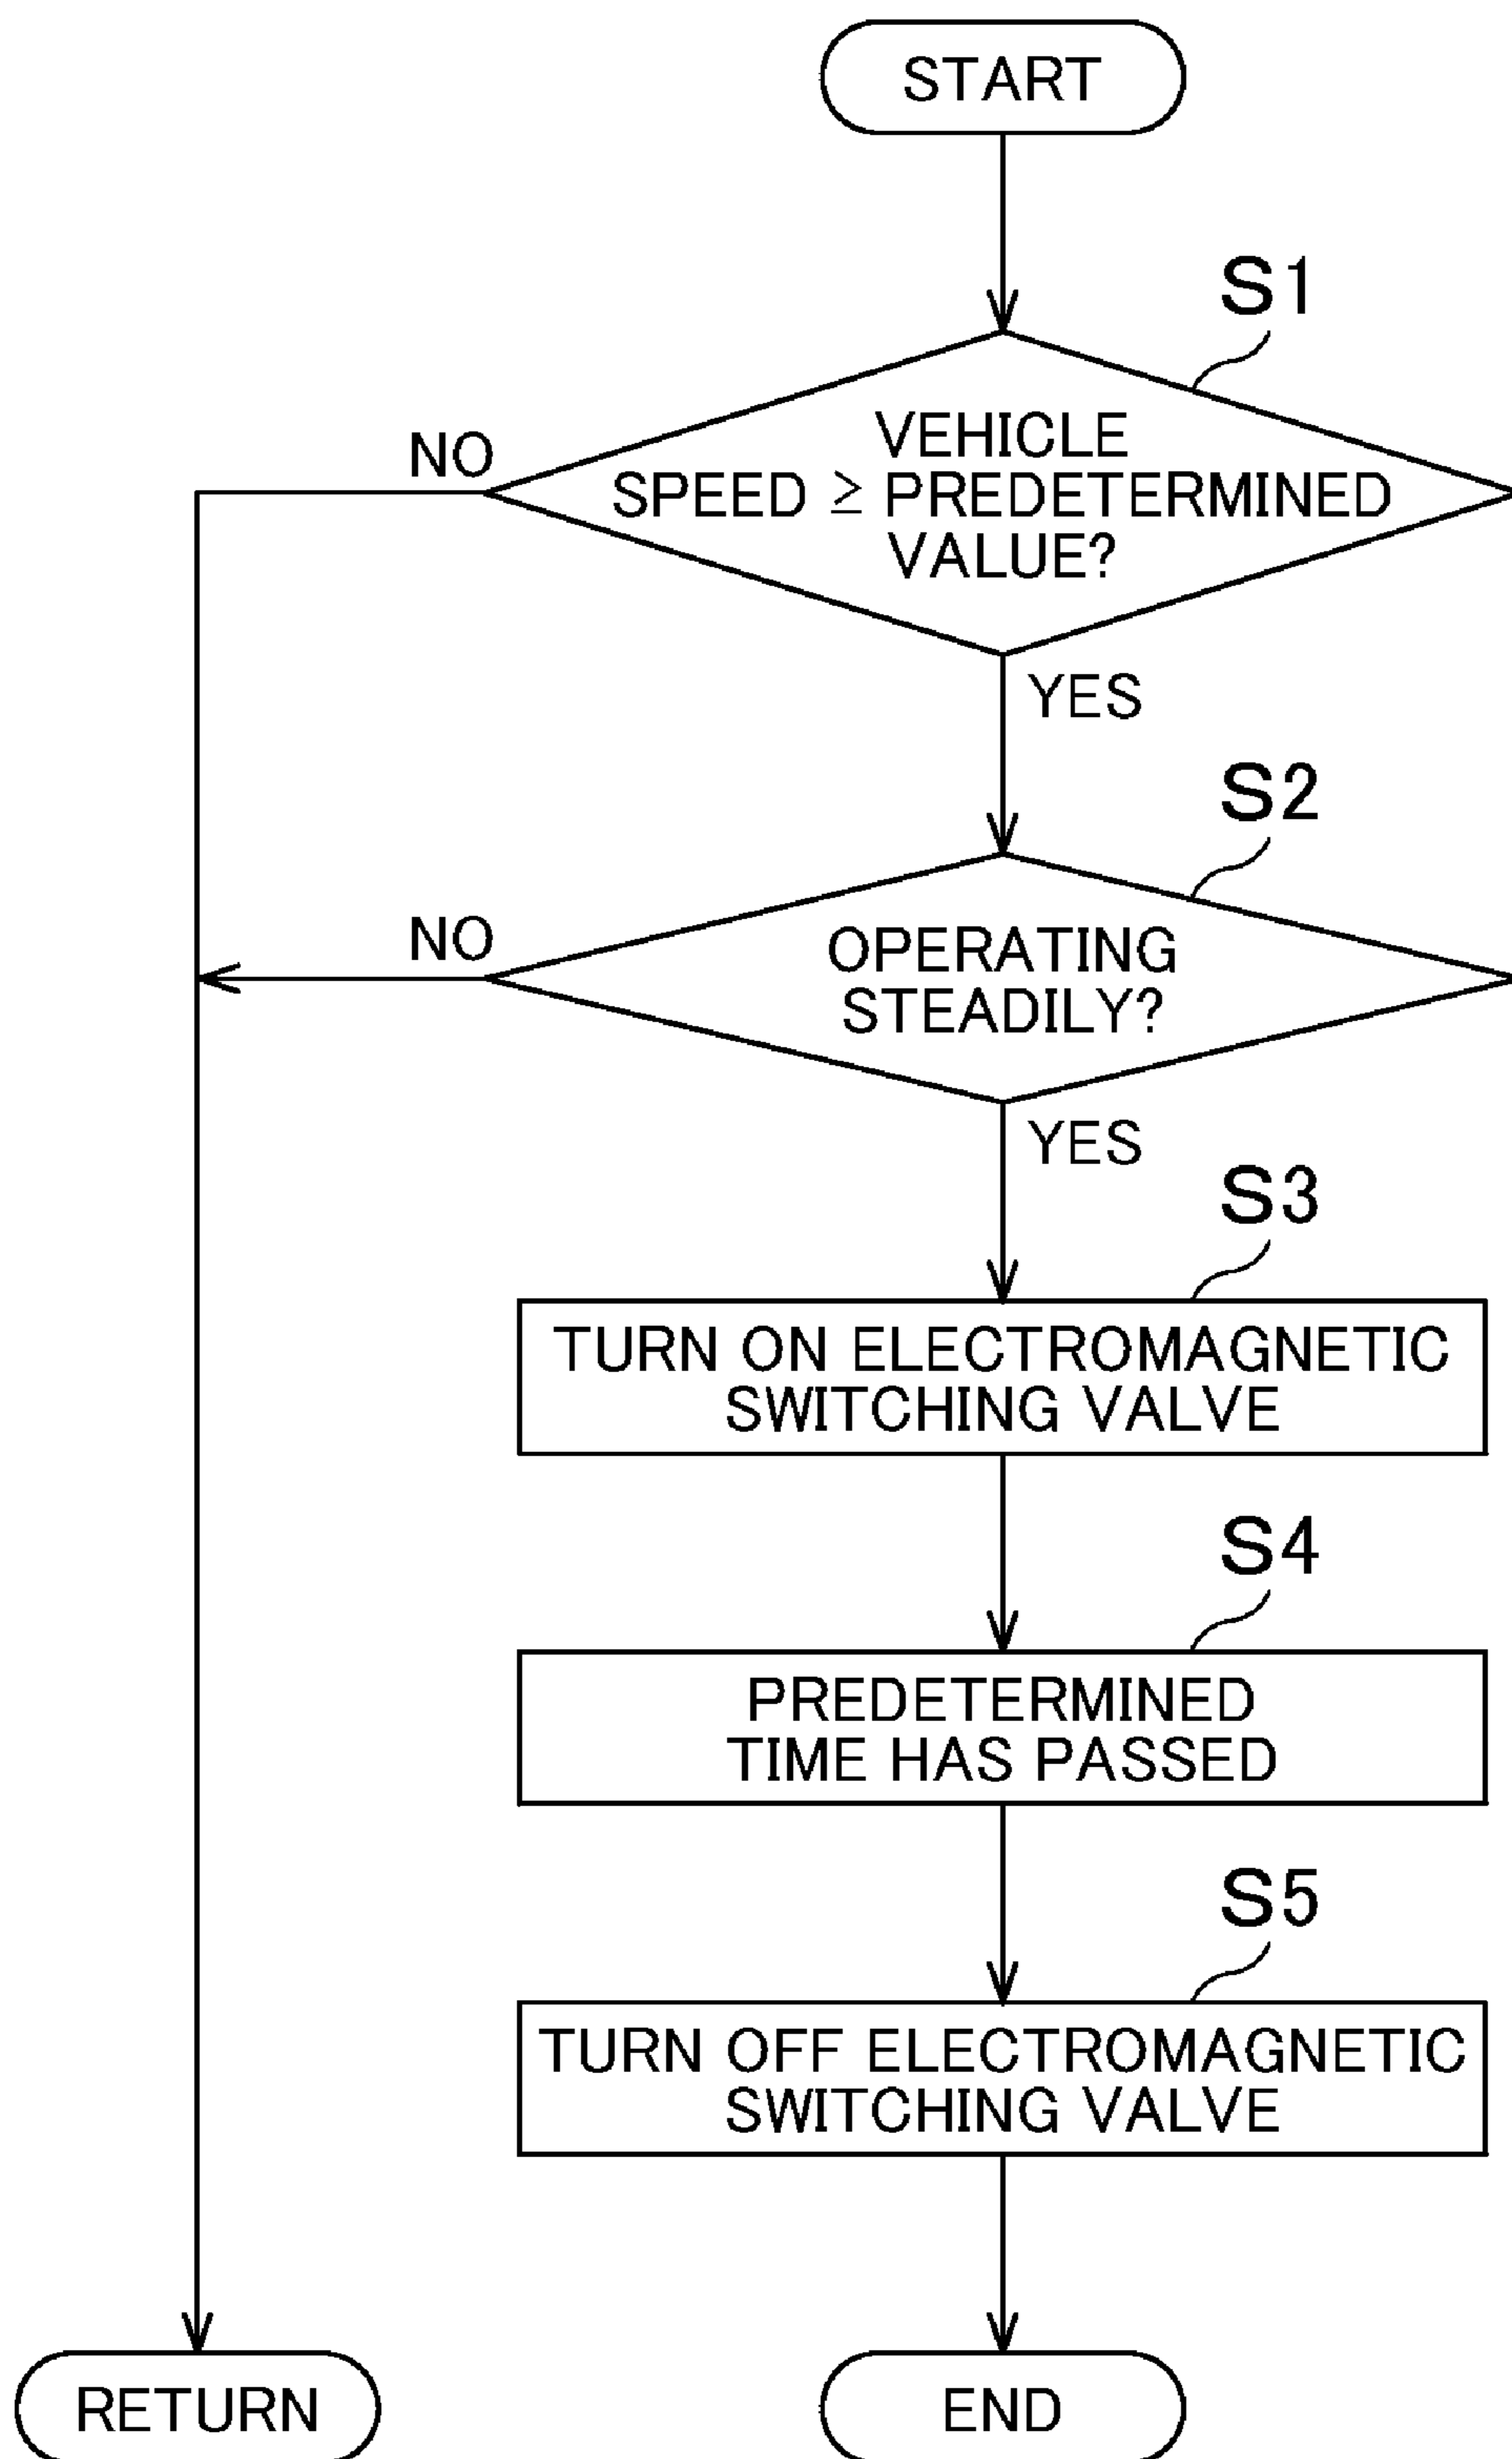 START
S1
VEHICLE
SPEED ≥ PREDETERMINED
VALUE?
NO
YES
S2
OPERATING
STEADILY?
NO
YES
S3
TURN ON ELECTROMAGNETIC
SWITCHING VALVE
S4
PREDETERMINED
TIME HAS PASSED
S5
TURN OFF ELECTROMAGNETIC
SWITCHING VALVE
RETURN
END